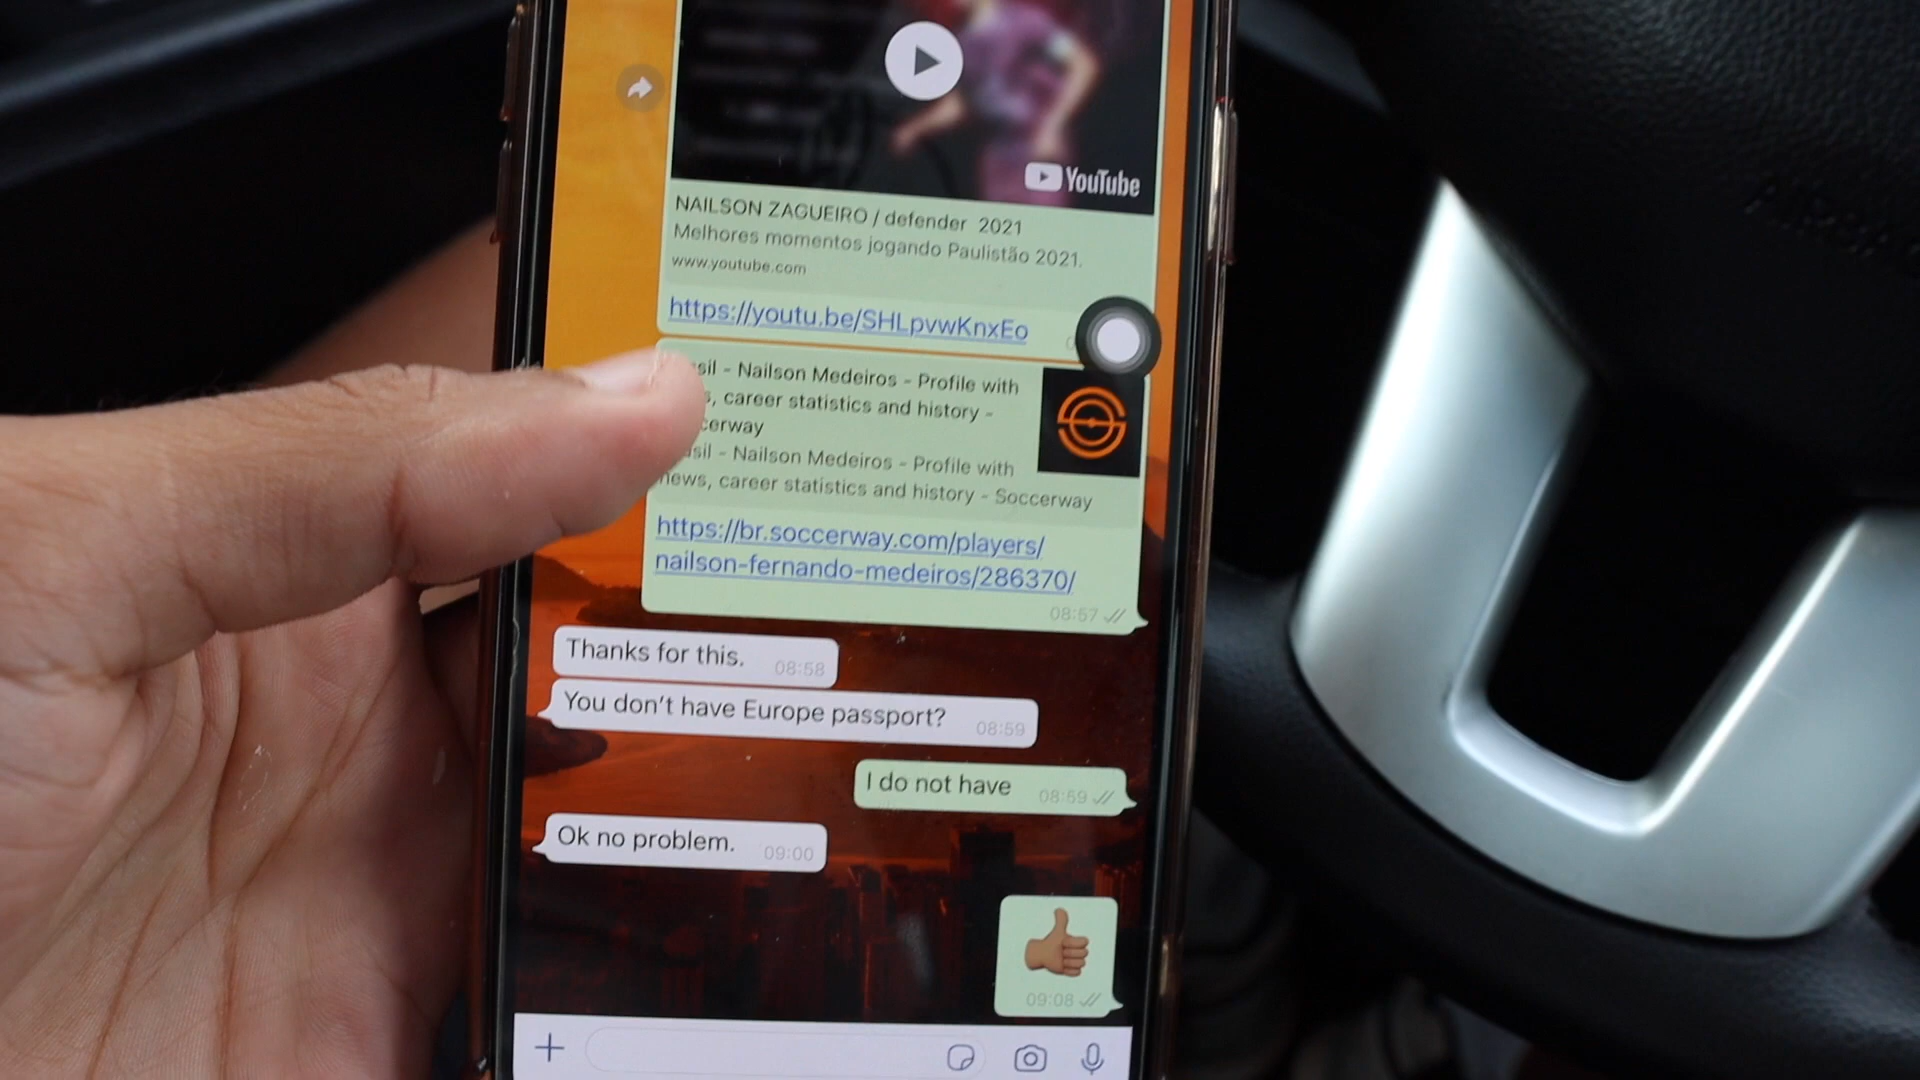 YouTube
NAILSON ZAGUEIRO / defender 2021
Melhores momentos jogando Paulistão 2021.
www.youtube.com
https://youtu.be/SHLpvwKnxEo
- Nailson Medeiros - Profile with
career statistics and history -
- Nailson Medeiros - Profile with
news, career statistics and history - Soccerway
https://br.soccerway.com/players/
nailson-fernando-medeiros/286370/
08:57
Thanks for this. 08:58
You don't have Europe passport? 08:59
I do not have 08:59
Ok no problem. 09:00
09:08